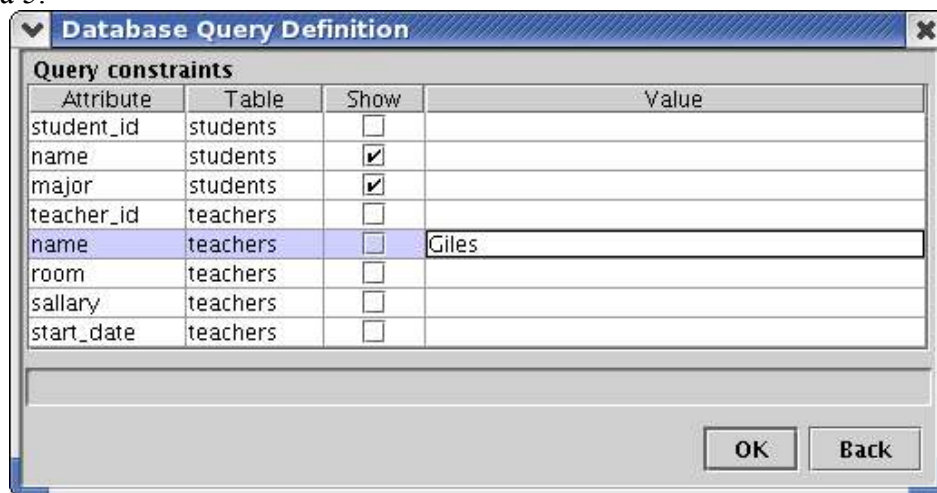 a 5.
Database Query Definition
Query constraints
Attribute Table Show Value
student_id students
name students
major students
teacher_id teachers
name teachers Giles
room teachers
sallary teachers
start_date teachers
OK Back